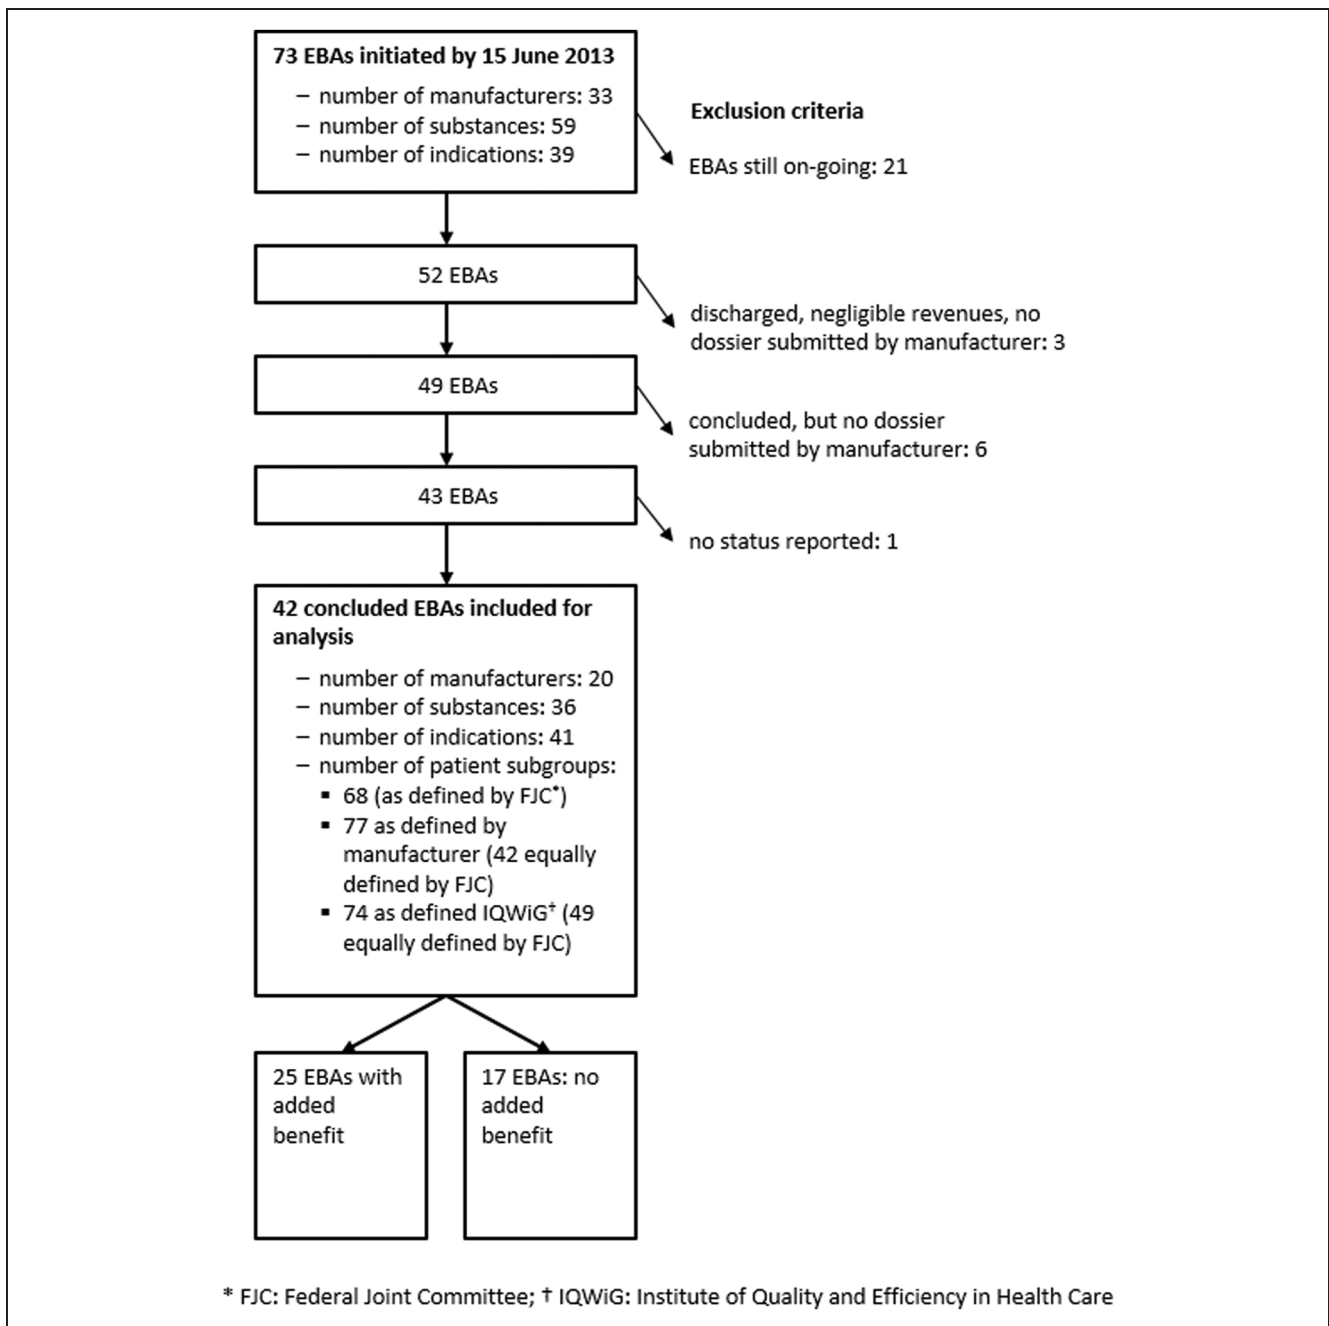 73 EBAs initiated by 15 June 2013
– number of manufacturers: 33
– number of substances: 59
– number of indications: 39
Exclusion criteria
EBAs still on-going: 21
52 EBAs
discharged, negligible revenues, no
dossier submitted by manufacturer: 3
49 EBAs
concluded, but no dossier
submitted by manufacturer: 6
43 EBAs
no status reported: 1
42 concluded EBAs included for
analysis
– number of manufacturers: 20
– number of substances: 36
– number of indications: 41
– number of patient subgroups:
▪ 68 (as defined by FJC*)
▪ 77 as defined by
manufacturer (42 equally
defined by FJC)
▪ 74 as defined IQWiG† (49
equally defined by FJC)
25 EBAs with
added
benefit
17 EBAs: no
added
benefit
* FJC: Federal Joint Committee; † IQWiG: Institute of Quality and Efficiency in Health Care